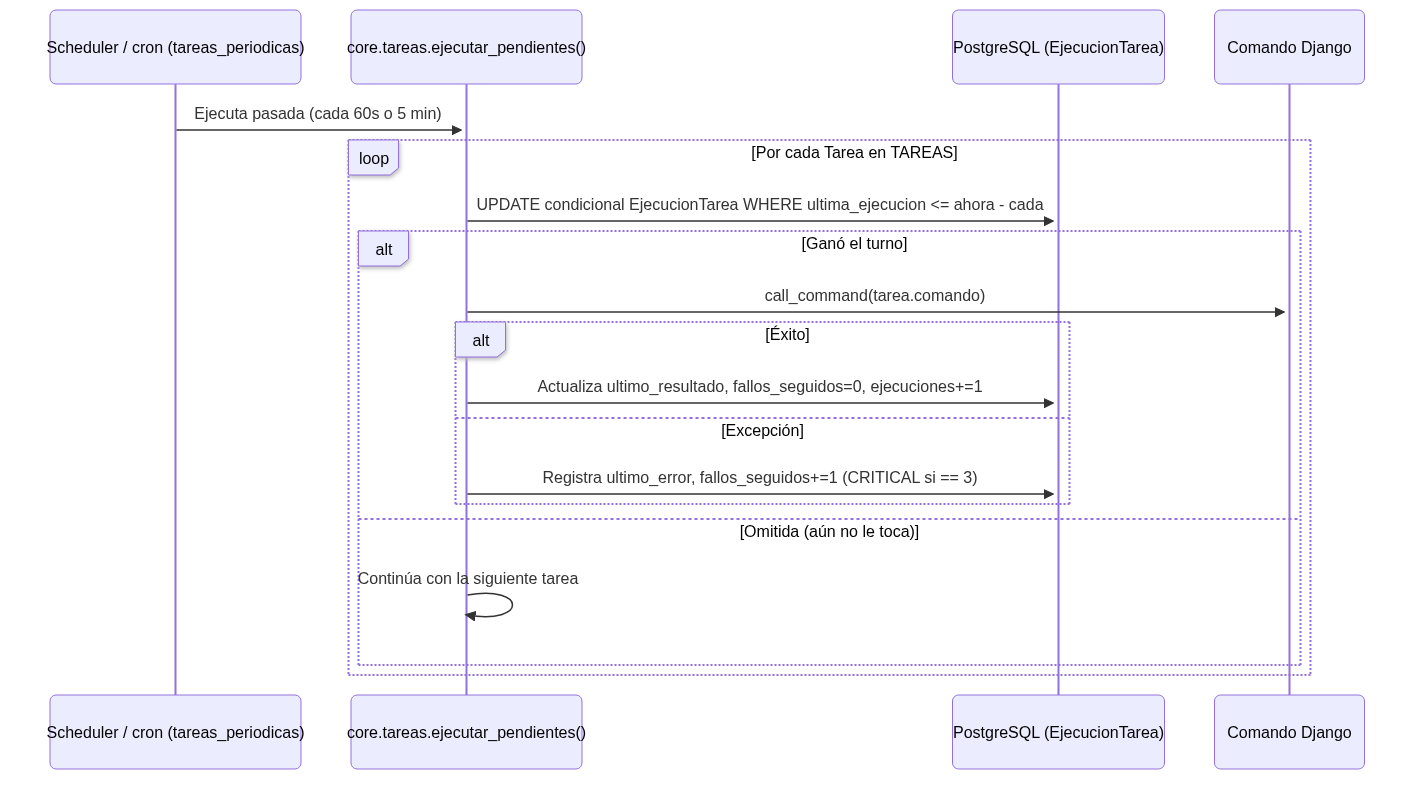 Scheduler / cron (tareas_periodicas)
core.tareas.ejecutar_pendientes()
PostgreSQL (EjecucionTarea)
Comando Django
Ejecuta pasada (cada 60s o 5 min)
loop
[Por cada Tarea en TAREAS]
UPDATE condicional EjecucionTarea WHERE ultima_ejecucion <= ahora - cada
alt
[Ganó el turno]
call_command(tarea.comando)
alt
[Éxito]
Actualiza ultimo_resultado, fallos_seguidos=0, ejecuciones+=1
[Excepción]
Registra ultimo_error, fallos_seguidos+=1 (CRITICAL si == 3)
[Omitida (aún no le toca)]
Continúa con la siguiente tarea
Scheduler / cron (tareas_periodicas)
core.tareas.ejecutar_pendientes()
PostgreSQL (EjecucionTarea)
Comando Django